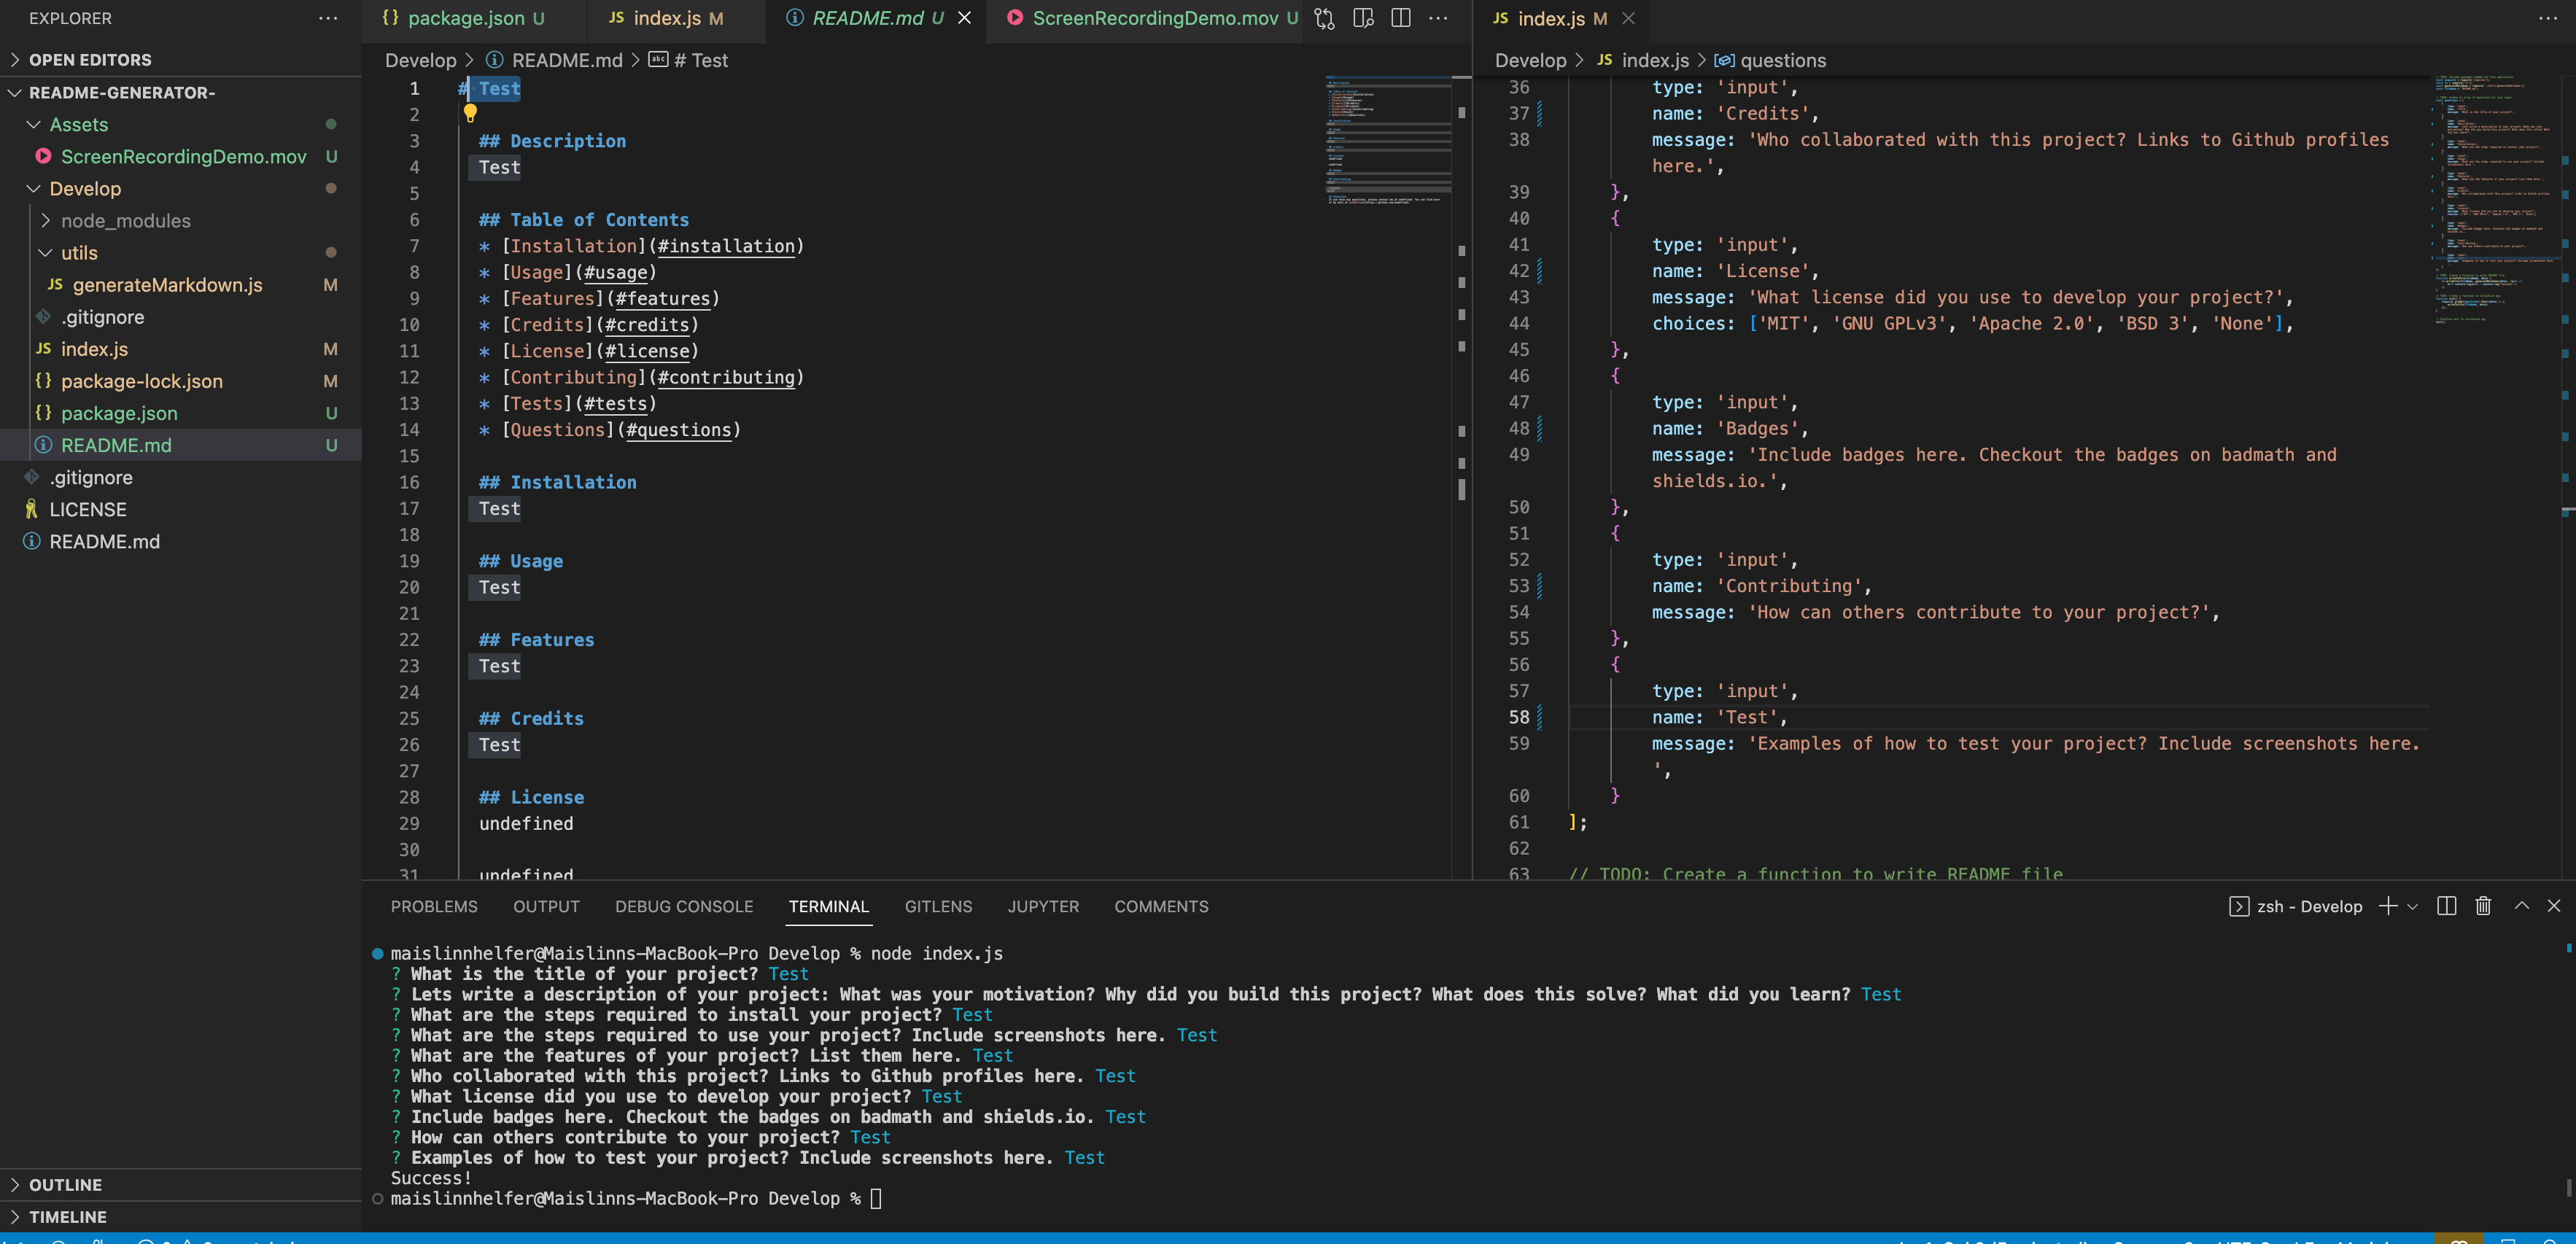 EXPLORER
OPEN EDITORS
README-GENERATOR-
Assets
ScreenRecordingDemo.mov U
Develop
node_modules
utils
JS generateMarkdown.js M
.gitignore
JS index.js M
{} package-lock.json M
{} package.json U
README.md U
.gitignore
LICENSE
README.md
OUTLINE
TIMELINE
{} package.json U
JS index.js M
README.md U
ScreenRecordingDemo.mov U
Develop > README.md > abc # Test
1 # Test
2
3 ## Description
4 Test
5
6 ## Table of Contents
7 * [Installation](#installation)
8 * [Usage](#usage)
9 * [Features](#features)
10 * [Credits](#credits)
11 * [License](#license)
12 * [Contributing](#contributing)
13 * [Tests](#tests)
14 * [Questions](#questions)
15
16 ## Installation
17 Test
18
19 ## Usage
20 Test
21
22 ## Features
23 Test
24
25 ## Credits
26 Test
27
28 ## License
29 undefined
30
31 undefined
JS index.js M
Develop > JS index.js > questions
36 type: 'input',
37 name: 'Credits',
38 message: 'Who collaborated with this project? Links to Github profiles
here.',
39 },
40 {
41 type: 'input',
42 name: 'License',
43 message: 'What license did you use to develop your project?',
44 choices: ['MIT', 'GNU GPLv3', 'Apache 2.0', 'BSD 3', 'None'],
45 },
46 {
47 type: 'input',
48 name: 'Badges',
49 message: 'Include badges here. Checkout the badges on badmath and
shields.io.',
50 },
51 {
52 type: 'input',
53 name: 'Contributing',
54 message: 'How can others contribute to your project?',
55 },
56 {
57 type: 'input',
58 name: 'Test',
59 message: 'Examples of how to test your project? Include screenshots here.
',
60 }
61 ];
62
63 // TODO: Create a function to write README file
PROBLEMS OUTPUT DEBUG CONSOLE TERMINAL GITLENS JUPYTER COMMENTS
zsh - Develop
maislinnhelfer@Maislinns-MacBook-Pro Develop % node index.js
? What is the title of your project? Test
? Lets write a description of your project: What was your motivation? Why did you build this project? What does this solve? What did you learn? Test
? What are the steps required to install your project? Test
? What are the steps required to use your project? Include screenshots here. Test
? What are the features of your project? List them here. Test
? Who collaborated with this project? Links to Github profiles here. Test
? What license did you use to develop your project? Test
? Include badges here. Checkout the badges on badmath and shields.io. Test
? How can others contribute to your project? Test
? Examples of how to test your project? Include screenshots here. Test
Success!
maislinnhelfer@Maislinns-MacBook-Pro Develop %